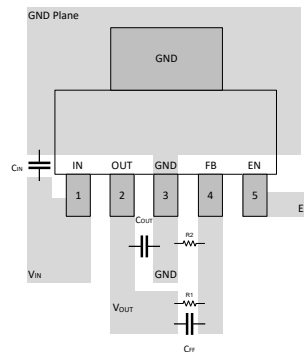 GND Plane
GND
IN OUT GND FB EN
CIN
1 2 3 4 5
E
COUT
R2
VIN
GND
R1
VOUT
CFF